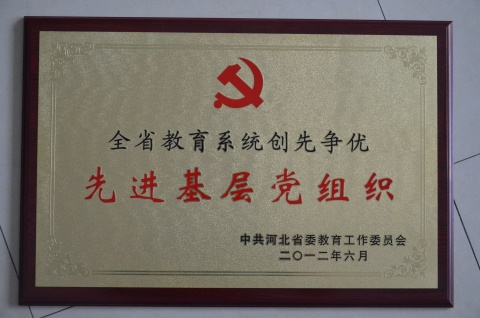 全省教育系统创先争优
先进基层党组织
中共河北省委教育工作委员会
二〇一二年六月